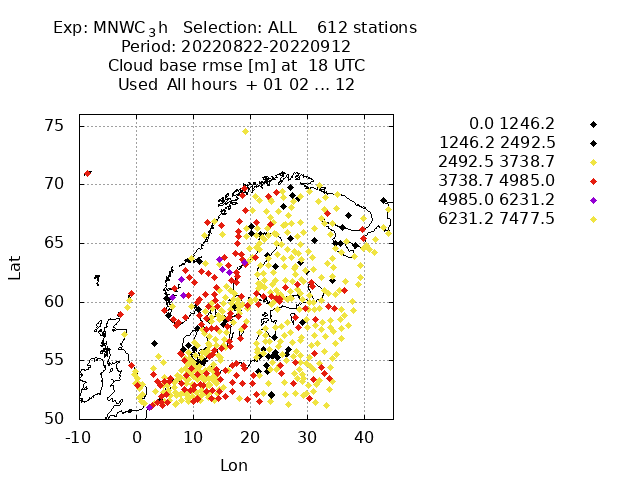 Exp: MNWC3h Selection: ALL 612 stations
Period: 20220822-20220912
Cloud base rmse [m] at 18 UTC
Used All hours + 01 02 ... 12
0.0 1246.2
1246.2 2492.5
2492.5 3738.7
3738.7 4985.0
4985.0 6231.2
6231.2 7477.5
75
70
65
60
55
50
Lat
-10 0 10 20 30 40
Lon